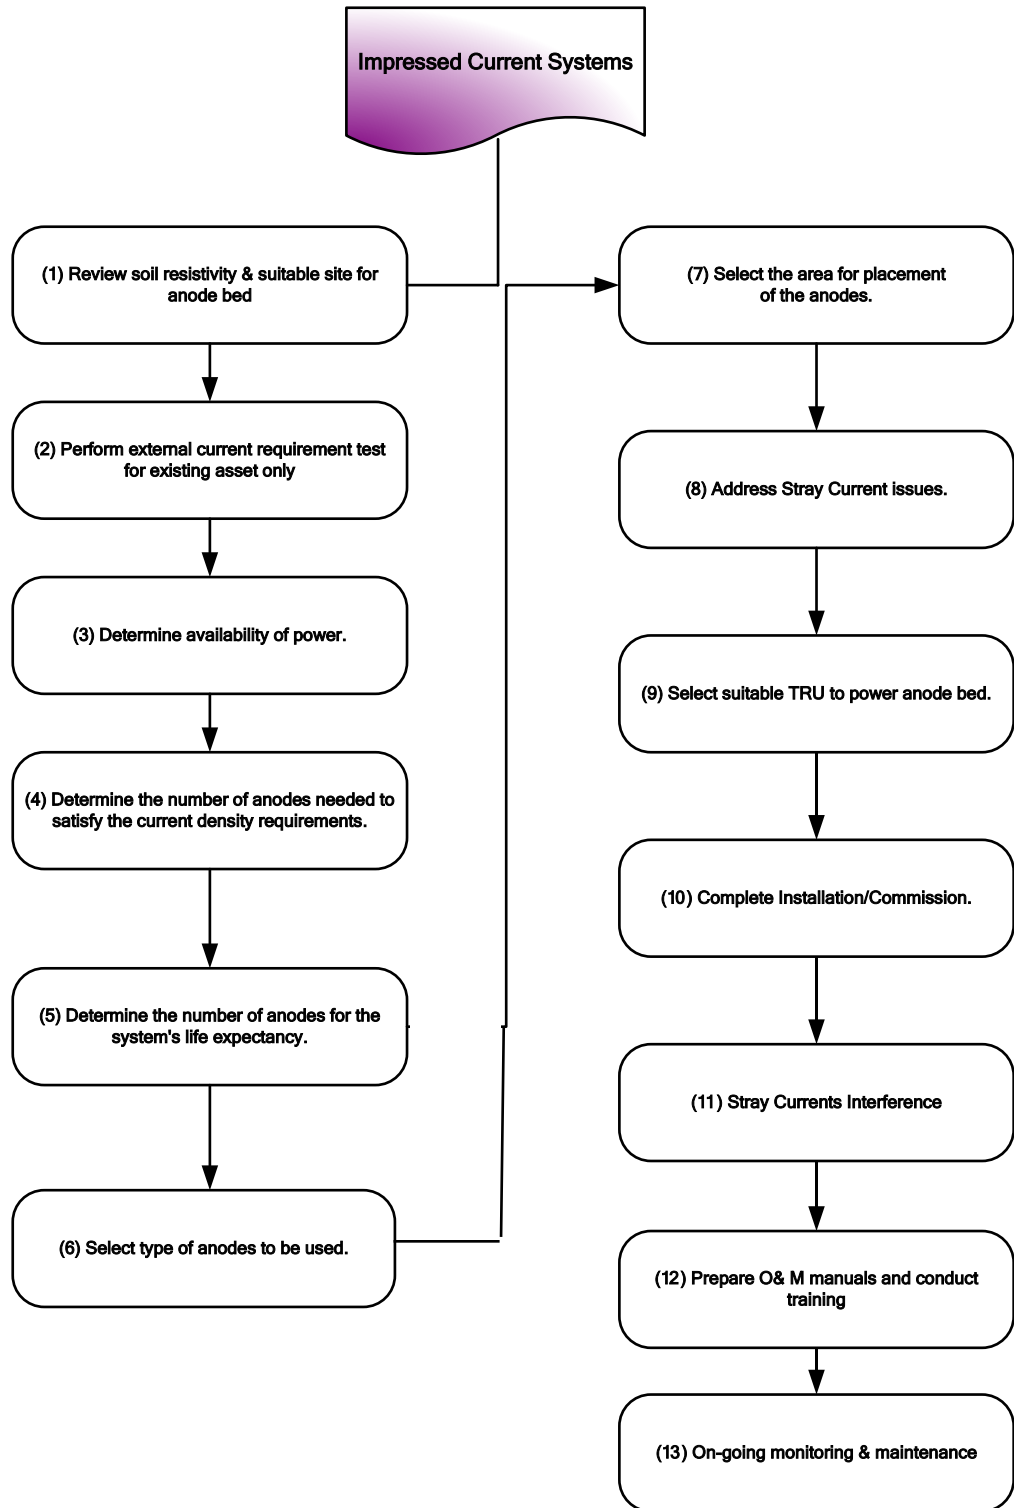 Impressed Current Systems
(1) Review soil resistivity & suitable site for
anode bed
(2) Perform external current requirement test
for existing asset only
(3) Determine availability of power.
(4) Determine the number of anodes needed to
satisfy the current density requirements.
(5) Determine the number of anodes for the
system's life expectancy.
(6) Select type of anodes to be used.
(7) Select the area for placement
of the anodes.
(8) Address Stray Current issues.
(9) Select suitable TRU to power anode bed.
(10) Complete Installation/Commission.
(11) Stray Currents Interference
(12) Prepare O& M manuals and conduct
training
(13) On-going monitoring & maintenance